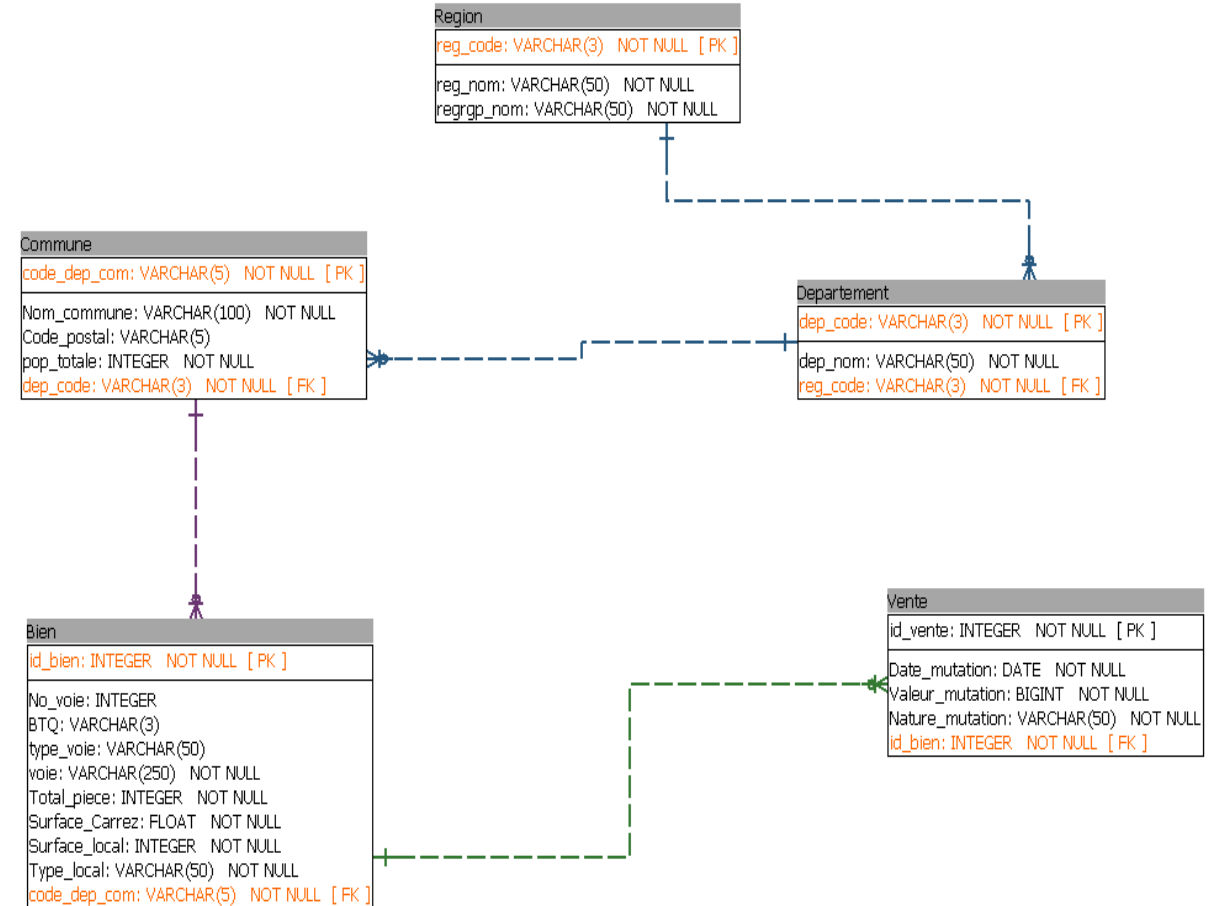 Region
reg_code: VARCHAR(3) NOT NULL [ PK ]
reg_nom: VARCHAR(50) NOT NULL
regrgp_nom: VARCHAR(50) NOT NULL
Commune
code_dep_com: VARCHAR(5) NOT NULL [ PK ]
Nom_commune: VARCHAR(100) NOT NULL
Code_postal: VARCHAR(5)
pop_totale: INTEGER NOT NULL
dep_code: VARCHAR(3) NOT NULL [ FK ]
Departement
dep_code: VARCHAR(3) NOT NULL [ PK ]
dep_nom: VARCHAR(50) NOT NULL
reg_code: VARCHAR(3) NOT NULL [ FK ]
Bien
id_bien: INTEGER NOT NULL [ PK ]
No_voie: INTEGER
BTQ: VARCHAR(3)
type_voie: VARCHAR(50)
voie: VARCHAR(250) NOT NULL
Total_piece: INTEGER NOT NULL
Surface_Carrez: FLOAT NOT NULL
Surface_local: INTEGER NOT NULL
Type_local: VARCHAR(50) NOT NULL
code_dep_com: VARCHAR(5) NOT NULL [ FK ]
Vente
id_vente: INTEGER NOT NULL [ PK ]
Date_mutation: DATE NOT NULL
Valeur_mutation: BIGINT NOT NULL
Nature_mutation: VARCHAR(50) NOT NULL
id_bien: INTEGER NOT NULL [ FK ]